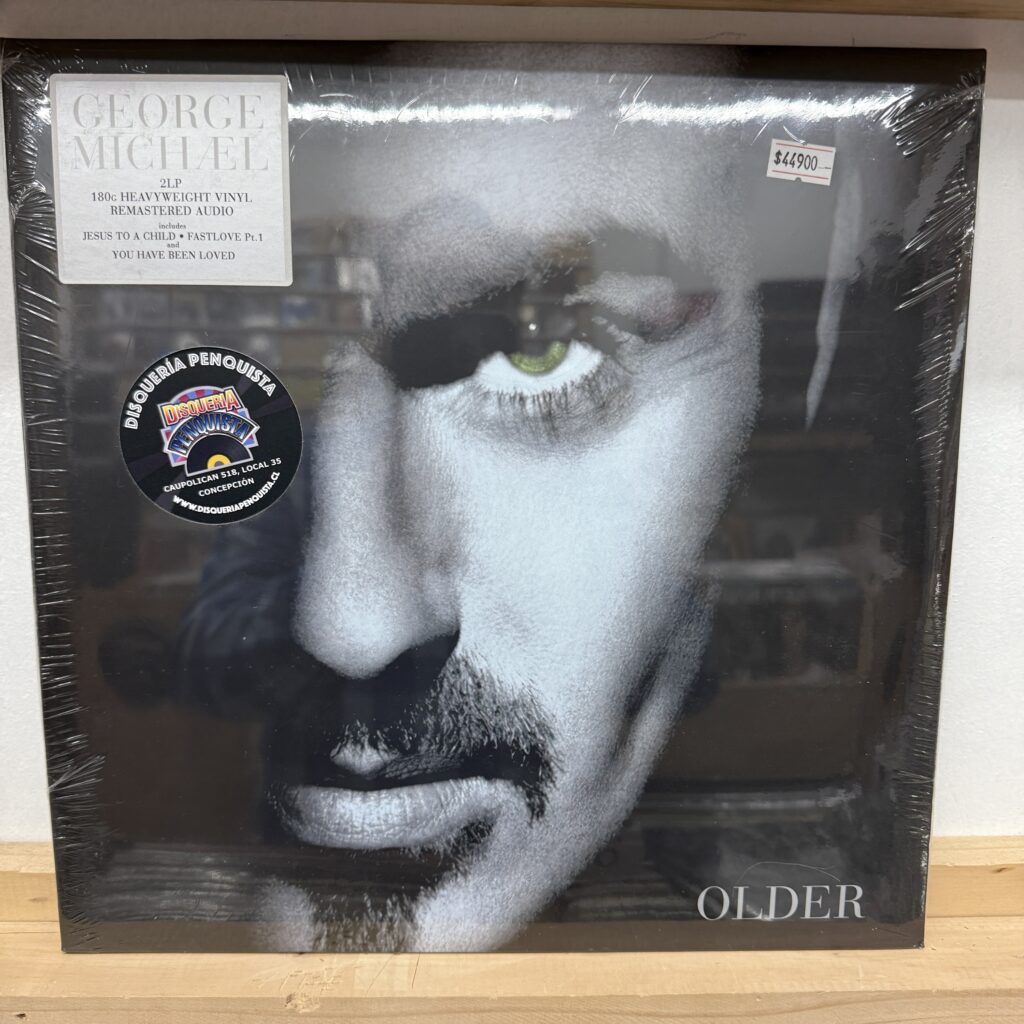 GEORGE
MICHÆL
2LP
180G HEAVYWEIGHT VINYL
REMASTERED AUDIO
includes
JESUS TO A CHILD • FASTLOVE Pt.1
and
YOU HAVE BEEN LOVED
$44900
DISQUERÍA PENQUISTA
DISQUERIA
PENQUISTA
CAUPOLICAN 518, LOCAL 35
CONCEPCIÓN
WWW.DISQUERIAPENQUISTA.CL
OLDER